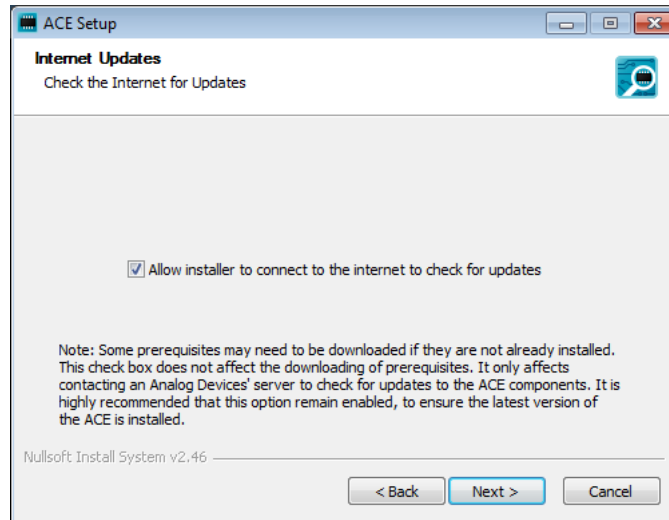 ACE Setup
Internet Updates
Check the Internet for Updates
Allow installer to connect to the internet to check for updates
Note: Some prerequisites may need to be downloaded if they are not already installed.
This check box does not affect the downloading of prerequisites. It only affects
contacting an Analog Devices' server to check for updates to the ACE components. It is
highly recommended that this option remain enabled, to ensure the latest version of
the ACE is installed.
Nullsoft Install System v2.46
< Back Next > Cancel